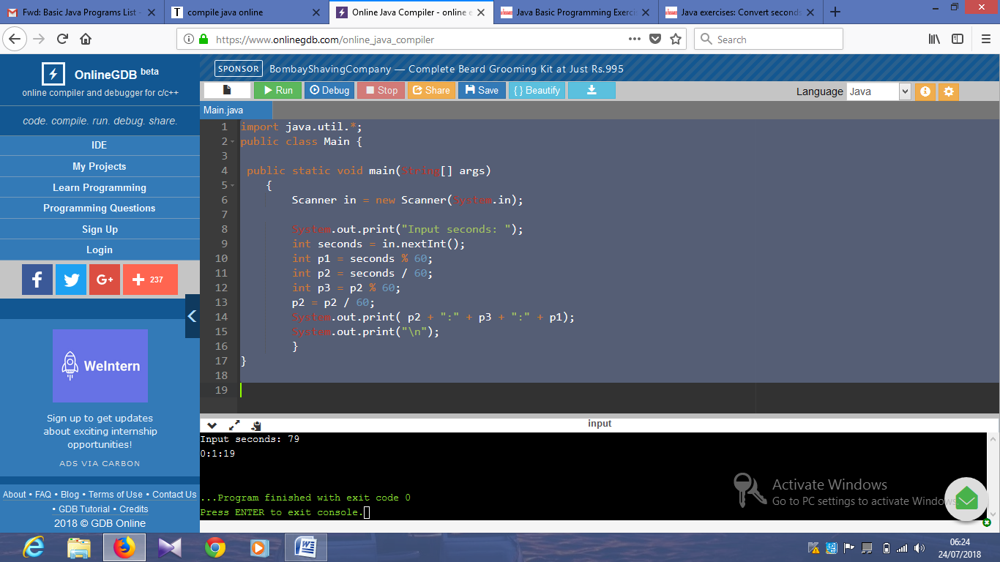 Fwd: Basic Java Programs List -
compile java online
Online Java Compiler - online e
Java Basic Programming Exerci
Java exercises: Convert seconds
https://www.onlinegdb.com/online_java_compiler
Search
OnlineGDB beta
online compiler and debugger for c/c++
code. compile. run. debug. share.
IDE
My Projects
Learn Programming
Programming Questions
Sign Up
Login
f
G+
237
WeIntern
Sign up to get updates
about exciting internship
opportunities!
ADS VIA CARBON
About • FAQ • Blog • Terms of Use • Contact Us
• GDB Tutorial • Credits
2018 © GDB Online
SPONSOR BombayShavingCompany — Complete Beard Grooming Kit at Just Rs.995
Run Debug Stop Share Save {} Beautify
Language Java
Main.java
1 import java.util.*;
2 public class Main {
3
4 public static void main(String[] args)
5 {
6 Scanner in = new Scanner(System.in);
7
8 System.out.print("Input seconds: ");
9 int seconds = in.nextInt();
10 int p1 = seconds % 60;
11 int p2 = seconds / 60;
12 int p3 = p2 % 60;
13 p2 = p2 / 60;
14 System.out.print( p2 + ":" + p3 + ":" + p1);
15 System.out.print("\n");
16 }
17 }
18
19
input
Input seconds: 79
0:1:19
...Program finished with exit code 0
Press ENTER to exit console.
Activate Windows
Go to PC settings to activate Windows.
06:24
24/07/2018